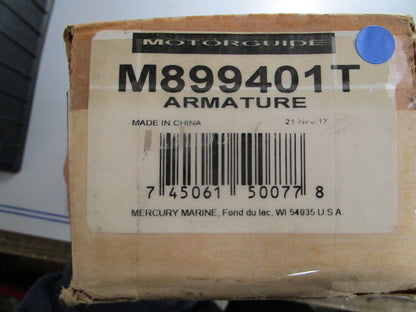 MOTORGUIDE
M899401T
ARMATURE
MADE IN CHINA 21-Nov-17
7 45061 50077 8
MERCURY MARINE, Fond du lac, WI 54935 U.S.A.